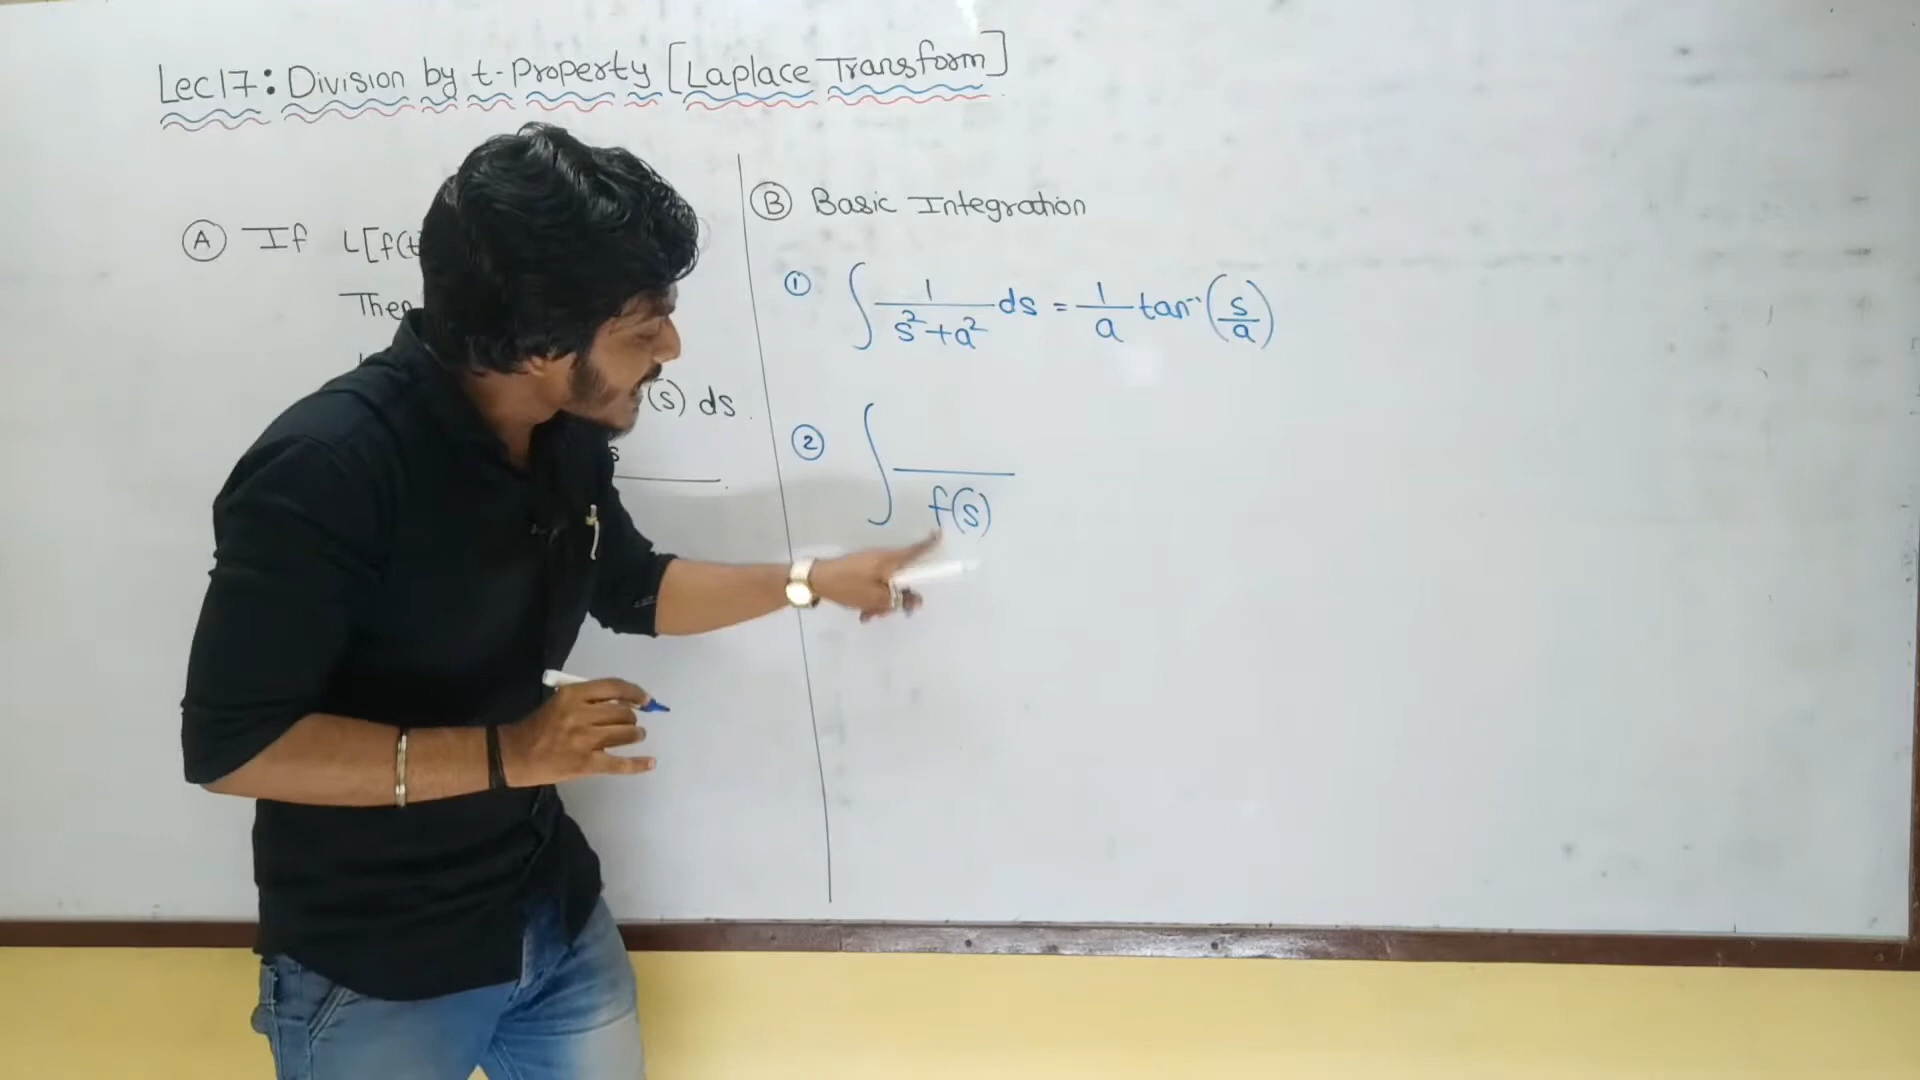 Lec17: Division by t-Property [Laplace Transform]
Ⓐ If L[f(t
Then
(s) ds
s
Ⓑ Basic Integration
① ∫ 1/(s²+a²) ds = 1/a tan⁻¹(s/a)
② ∫ —/f(s)